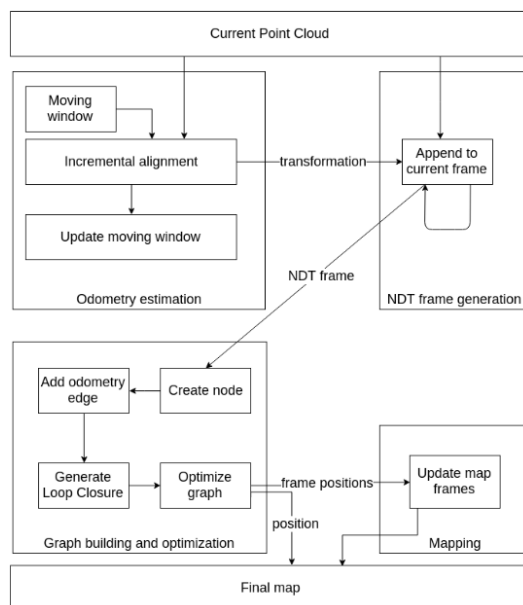 Current Point Cloud
Moving
window
Incremental alignment
transformation
Append to
current frame
Update moving window
NDT frame
Odometry estimation
NDT frame generation
Add odometry
edge
Create node
Generate
Loop Closure
Optimize
graph
frame positions
Update map
frames
position
Graph building and optimization
Mapping
Final map